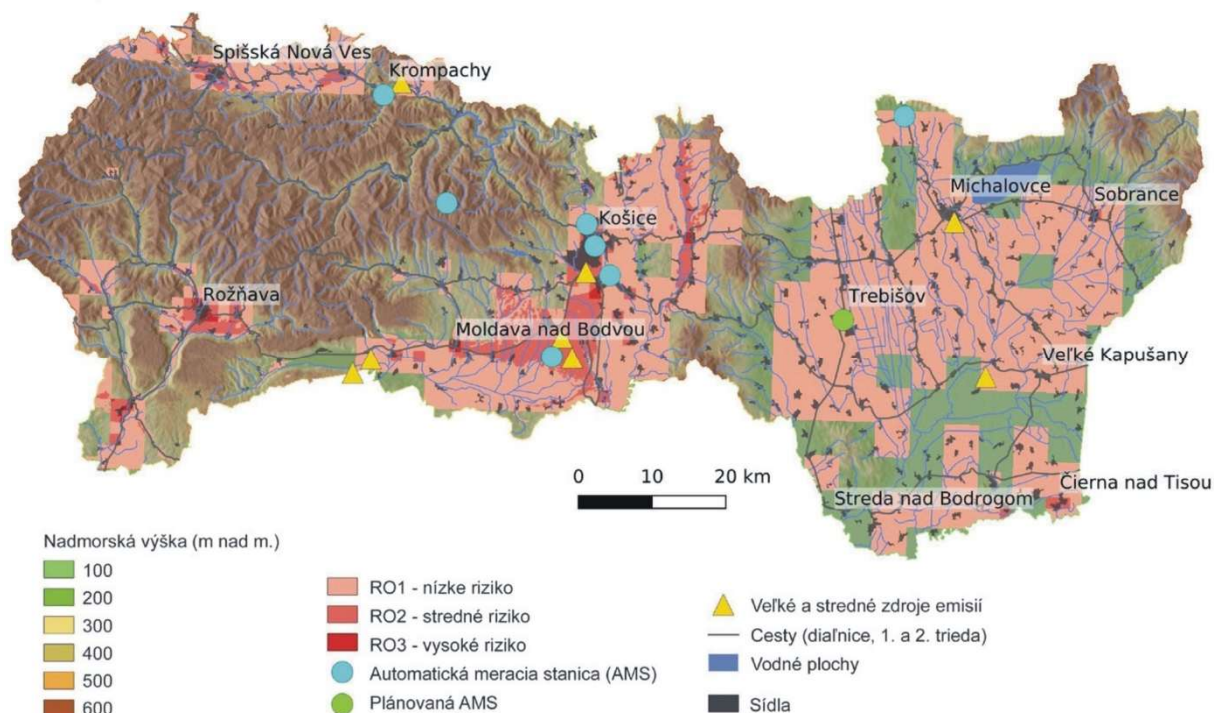 Spišská Nová Ves
Krompachy
Michalovce
Sobrance
Košice
Rožňava
Trebišov
Moldava nad Bodvou
Veľké Kapušany
0 10 20 km
Čierna nad Tisou
Streda nad Bodrogom
Nadmorská výška (m nad m.)
100
200
300
400
500
600
RO1 - nízke riziko
RO2 - stredné riziko
RO3 - vysoké riziko
Automatická meracia stanica (AMS)
Plánovaná AMS
Veľké a stredné zdroje emisií
Cesty (diaľnice, 1. a 2. trieda)
Vodné plochy
Sídla